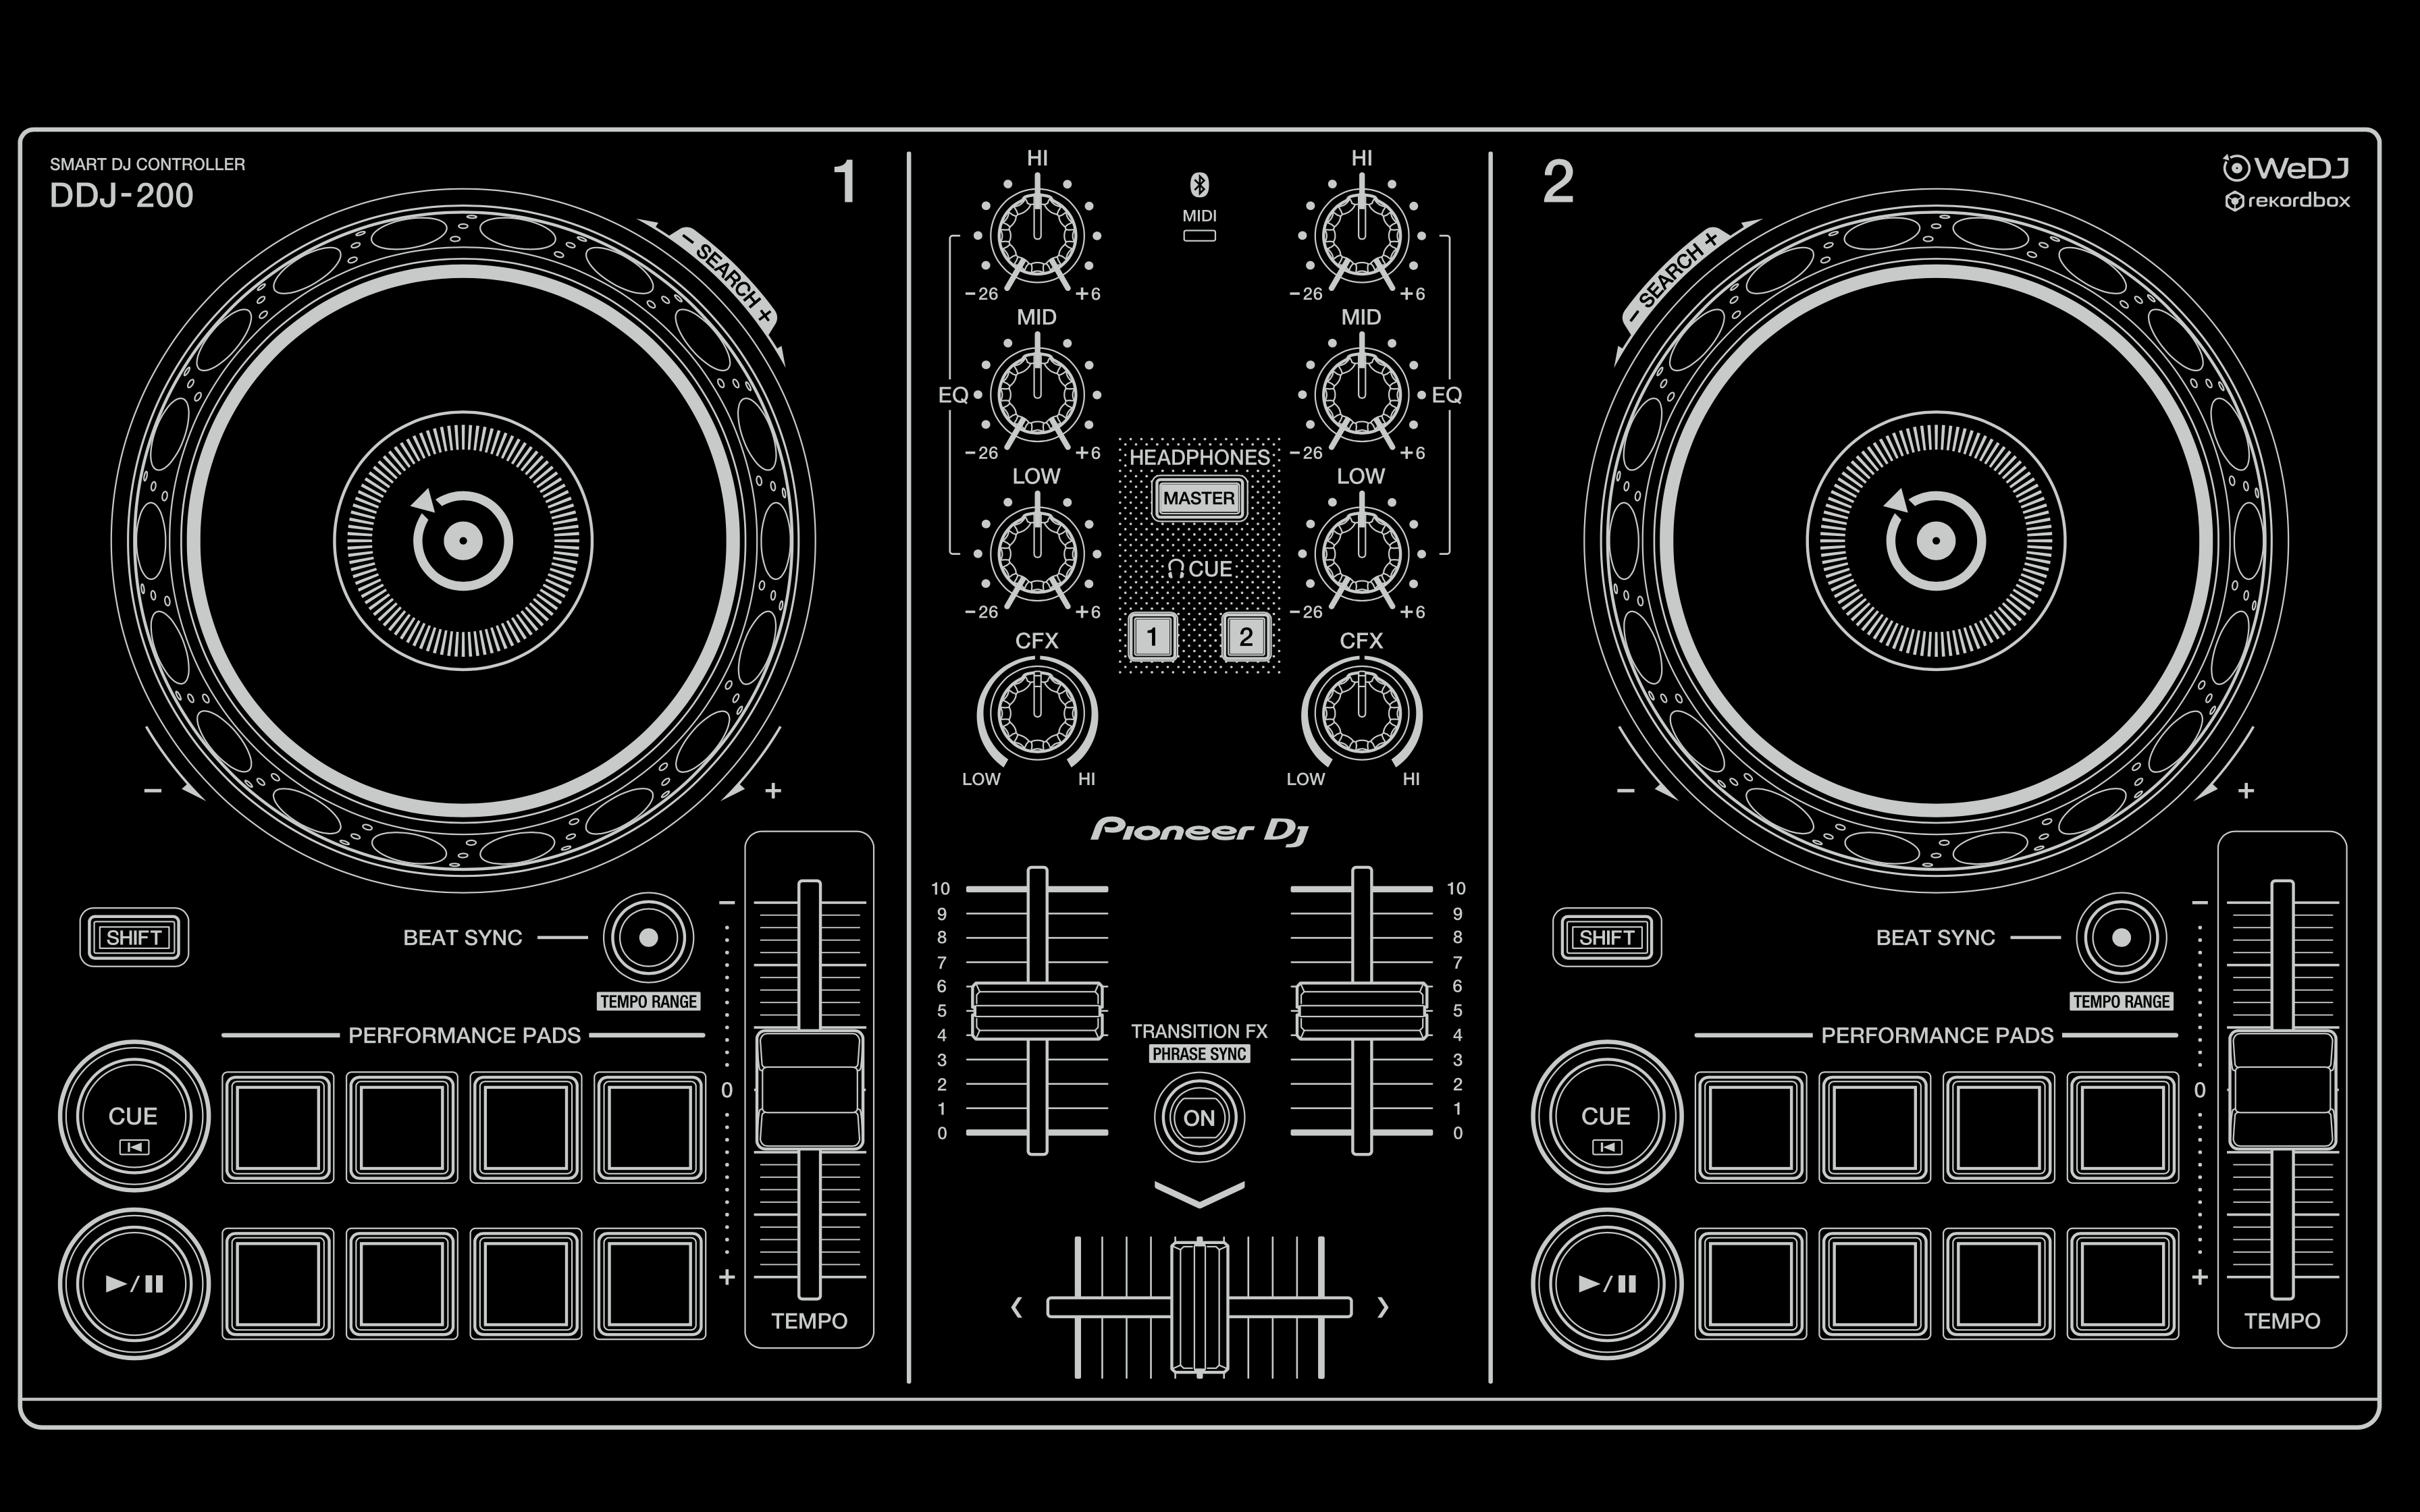 SMART DJ CONTROLLER
DDJ-200
1
− SEARCH +
−
+
SHIFT
BEAT SYNC
TEMPO RANGE
PERFORMANCE PADS
CUE
−
0
+
TEMPO
HI
−26
+6
MID
EQ
−26
+6
LOW
−26
+6
CFX
LOW
HI
MIDI
HEADPHONES
MASTER
CUE
1
2
HI
−26
+6
MID
EQ
−26
+6
LOW
−26
+6
CFX
LOW
HI
Pioneer Dj
10
9
8
7
6
5
4
3
2
1
0
TRANSITION FX
PHRASE SYNC
ON
10
9
8
7
6
5
4
3
2
1
0
2
WeDJ
rekordbox
− SEARCH +
−
+
SHIFT
BEAT SYNC
TEMPO RANGE
PERFORMANCE PADS
CUE
−
0
+
TEMPO